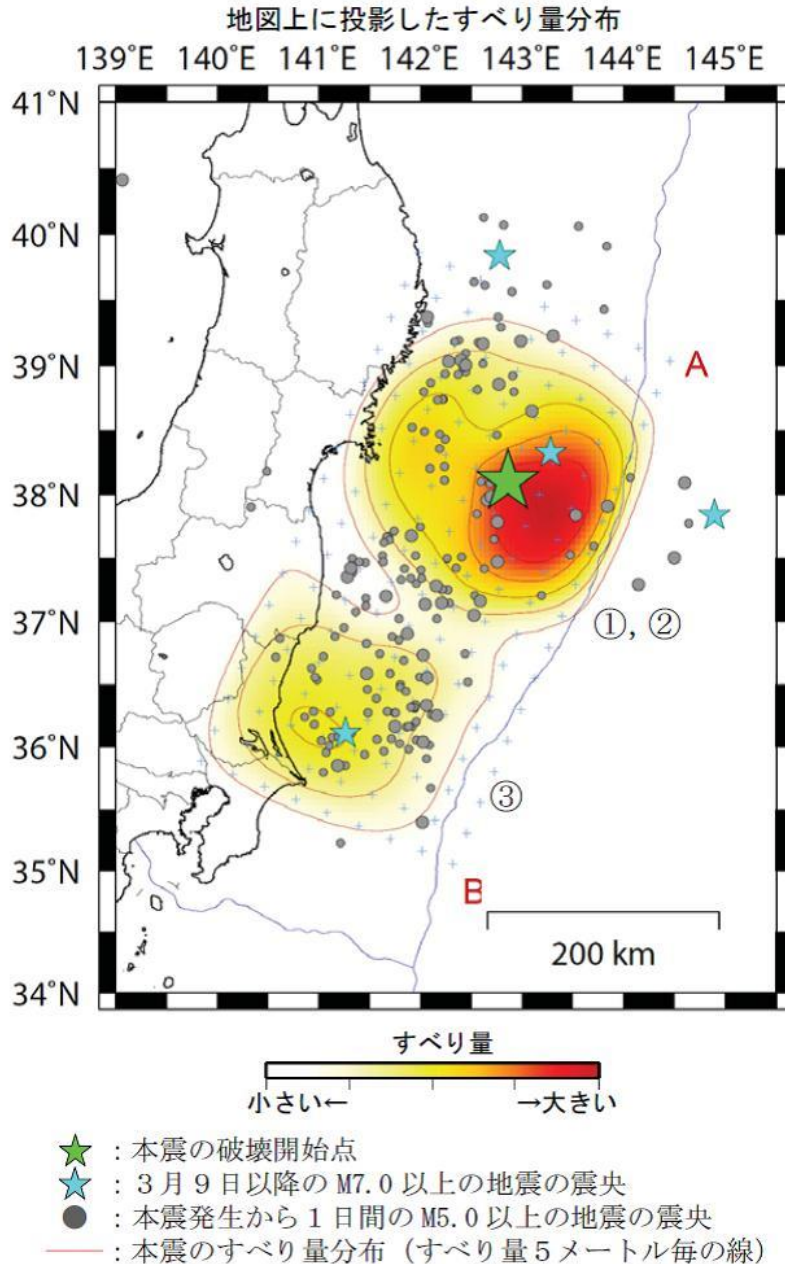 地図上に投影したすべり量分布
139°E 140°E 141°E 142°E 143°E 144°E 145°E
41°N
40°N
39°N
A
38°N
37°N
①, ②
36°N
③
35°N
B
200 km
34°N
すべり量
小さい← →大きい
：本震の破壊開始点
：３月９日以降の M7.0 以上の地震の震央
：本震発生から１日間のM5.0 以上の地震の震央
：本震のすべり量分布（すべり量５メートル毎の線）